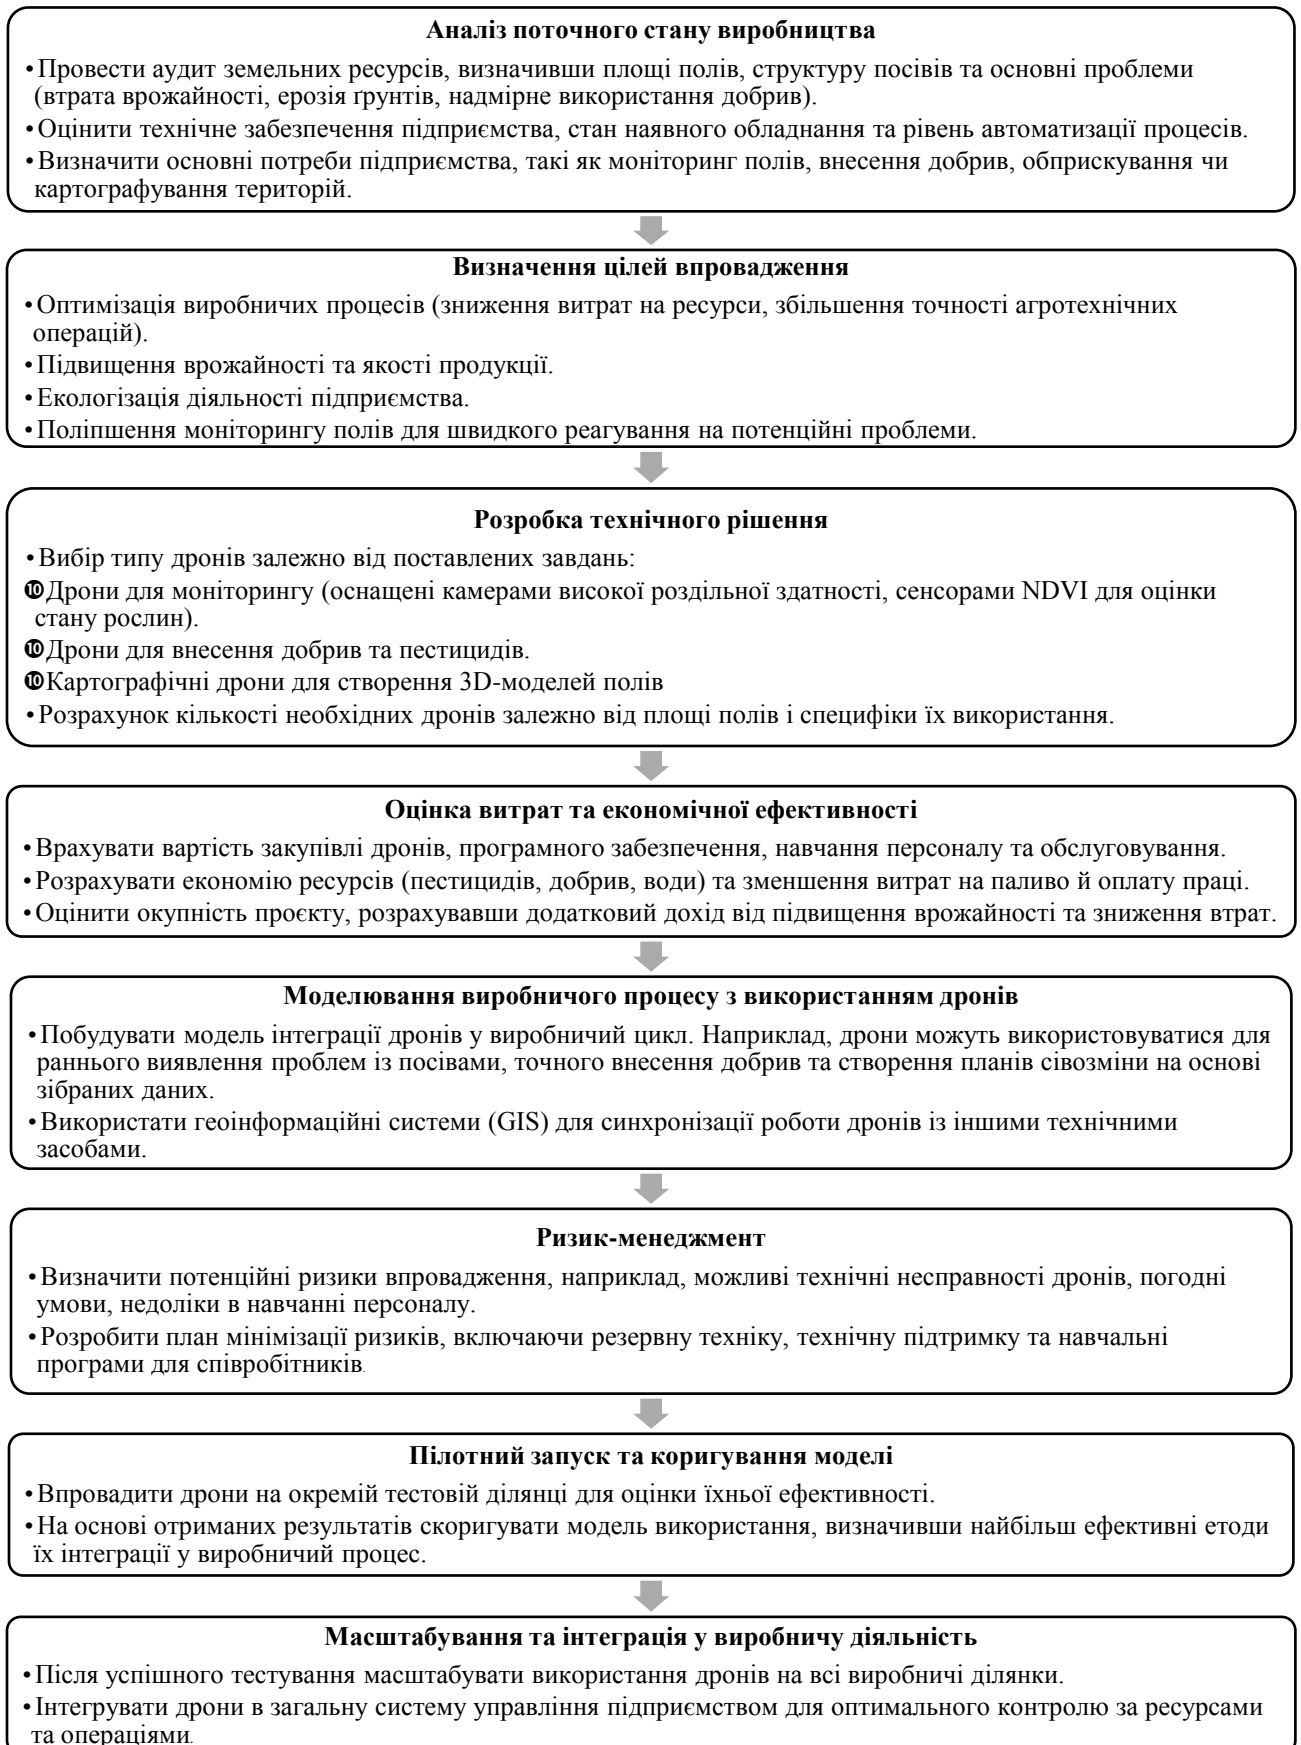 Аналіз поточного стану виробництва
•Провести аудит земельних ресурсів, визначивши площі полів, структуру посівів та основні проблеми
(втрата врожайності, ерозія ґрунтів, надмірне використання добрив).
•Оцінити технічне забезпечення підприємства, стан наявного обладнання та рівень автоматизації процесів.
•Визначити основні потреби підприємства, такі як моніторинг полів, внесення добрив, обприскування чи
картографування територій.
Визначення цілей впровадження
•Оптимізація виробничих процесів (зниження витрат на ресурси, збільшення точності агротехнічних
операцій).
•Підвищення врожайності та якості продукції.
•Екологізація діяльності підприємства.
•Поліпшення моніторингу полів для швидкого реагування на потенційні проблеми.
Розробка технічного рішення
•Вибір типу дронів залежно від поставлених завдань:
❿Дрони для моніторингу (оснащені камерами високої роздільної здатності, сенсорами NDVI для оцінки
стану рослин).
❿Дрони для внесення добрив та пестицидів.
❿Картографічні дрони для створення 3D-моделей полів
•Розрахунок кількості необхідних дронів залежно від площі полів і специфіки їх використання.
Оцінка витрат та економічної ефективності
•Врахувати вартість закупівлі дронів, програмного забезпечення, навчання персоналу та обслуговування.
•Розрахувати економію ресурсів (пестицидів, добрив, води) та зменшення витрат на паливо й оплату праці.
•Оцінити окупність проєкту, розрахувавши додатковий дохід від підвищення врожайності та зниження втрат.
Моделювання виробничого процесу з використанням дронів
•Побудувати модель інтеграції дронів у виробничий цикл. Наприклад, дрони можуть використовуватися для
раннього виявлення проблем із посівами, точного внесення добрив та створення планів сівозміни на основі
зібраних даних.
•Використати геоінформаційні системи (GIS) для синхронізації роботи дронів із іншими технічними
засобами.
Ризик-менеджмент
•Визначити потенційні ризики впровадження, наприклад, можливі технічні несправності дронів, погодні
умови, недоліки в навчанні персоналу.
•Розробити план мінімізації ризиків, включаючи резервну техніку, технічну підтримку та навчальні
програми для співробітників.
Пілотний запуск та коригування моделі
•Впровадити дрони на окремій тестовій ділянці для оцінки їхньої ефективності.
•На основі отриманих результатів скоригувати модель використання, визначивши найбільш ефективні етоди
їх інтеграції у виробничий процес.
Масштабування та інтеграція у виробничу діяльність
•Після успішного тестування масштабувати використання дронів на всі виробничі ділянки.
•Інтегрувати дрони в загальну систему управління підприємством для оптимального контролю за ресурсами
та операціями.